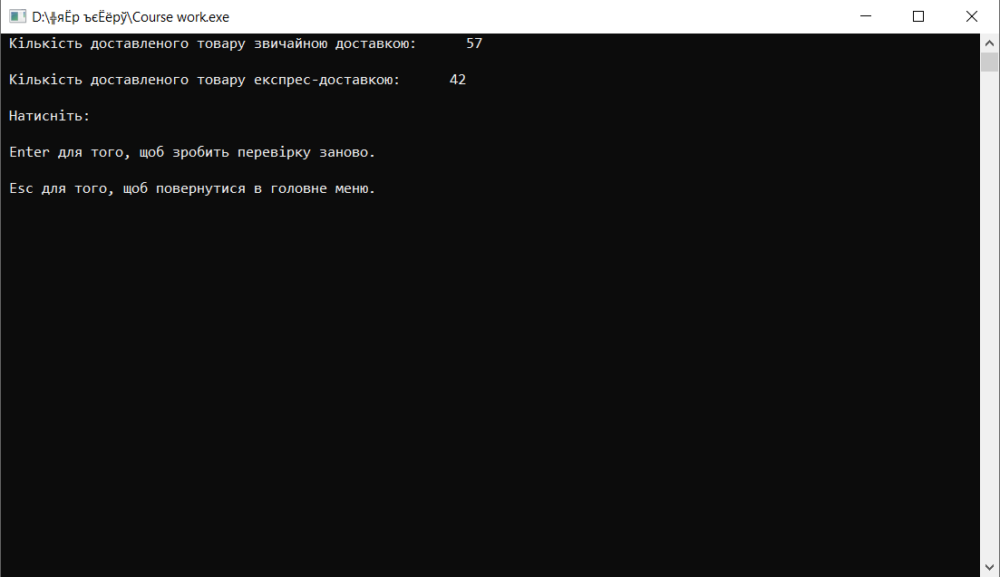 D:\╬яЁр ъєЁёрў\Course work.exe
Кількість доставленого товару звичайною доставкою:      57
Кількість доставленого товару експрес-доставкою:      42
Натисніть:
Enter для того, щоб зробить перевірку заново.
Esc для того, щоб повернутися в головне меню.